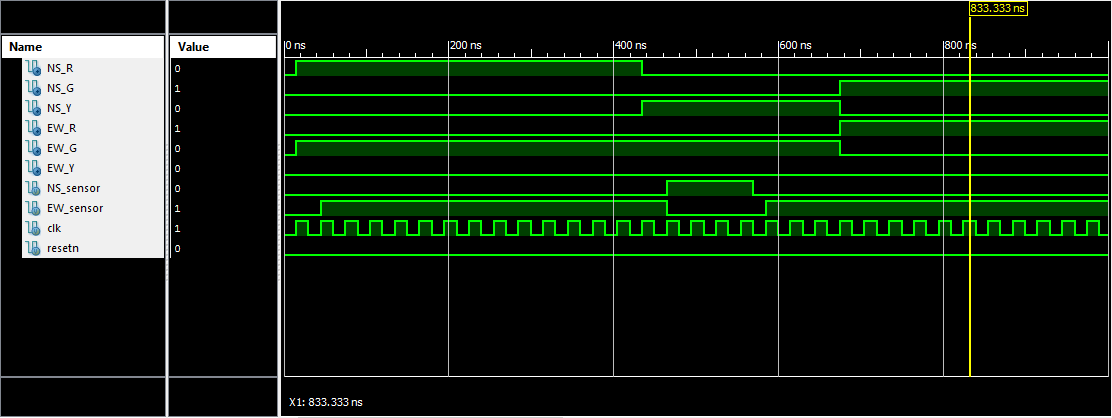 833.333 ns
Name Value
0 ns 200 ns 400 ns 600 ns 800 ns
NS_R 0
NS_G 1
NS_Y 0
EW_R 1
EW_G 0
EW_Y 0
NS_sensor 0
EW_sensor 1
clk 1
resetn 0
X1: 833.333 ns